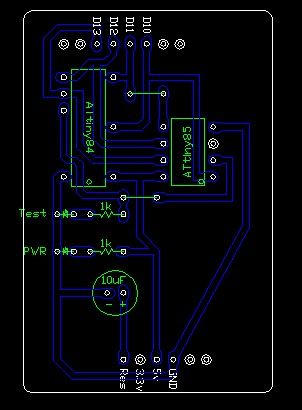 D13
D12
D11
D10
ATtiny84
ATtiny85
Test
1k
PWR
1k
10uF
- +
Res
3.3v
5v
GND